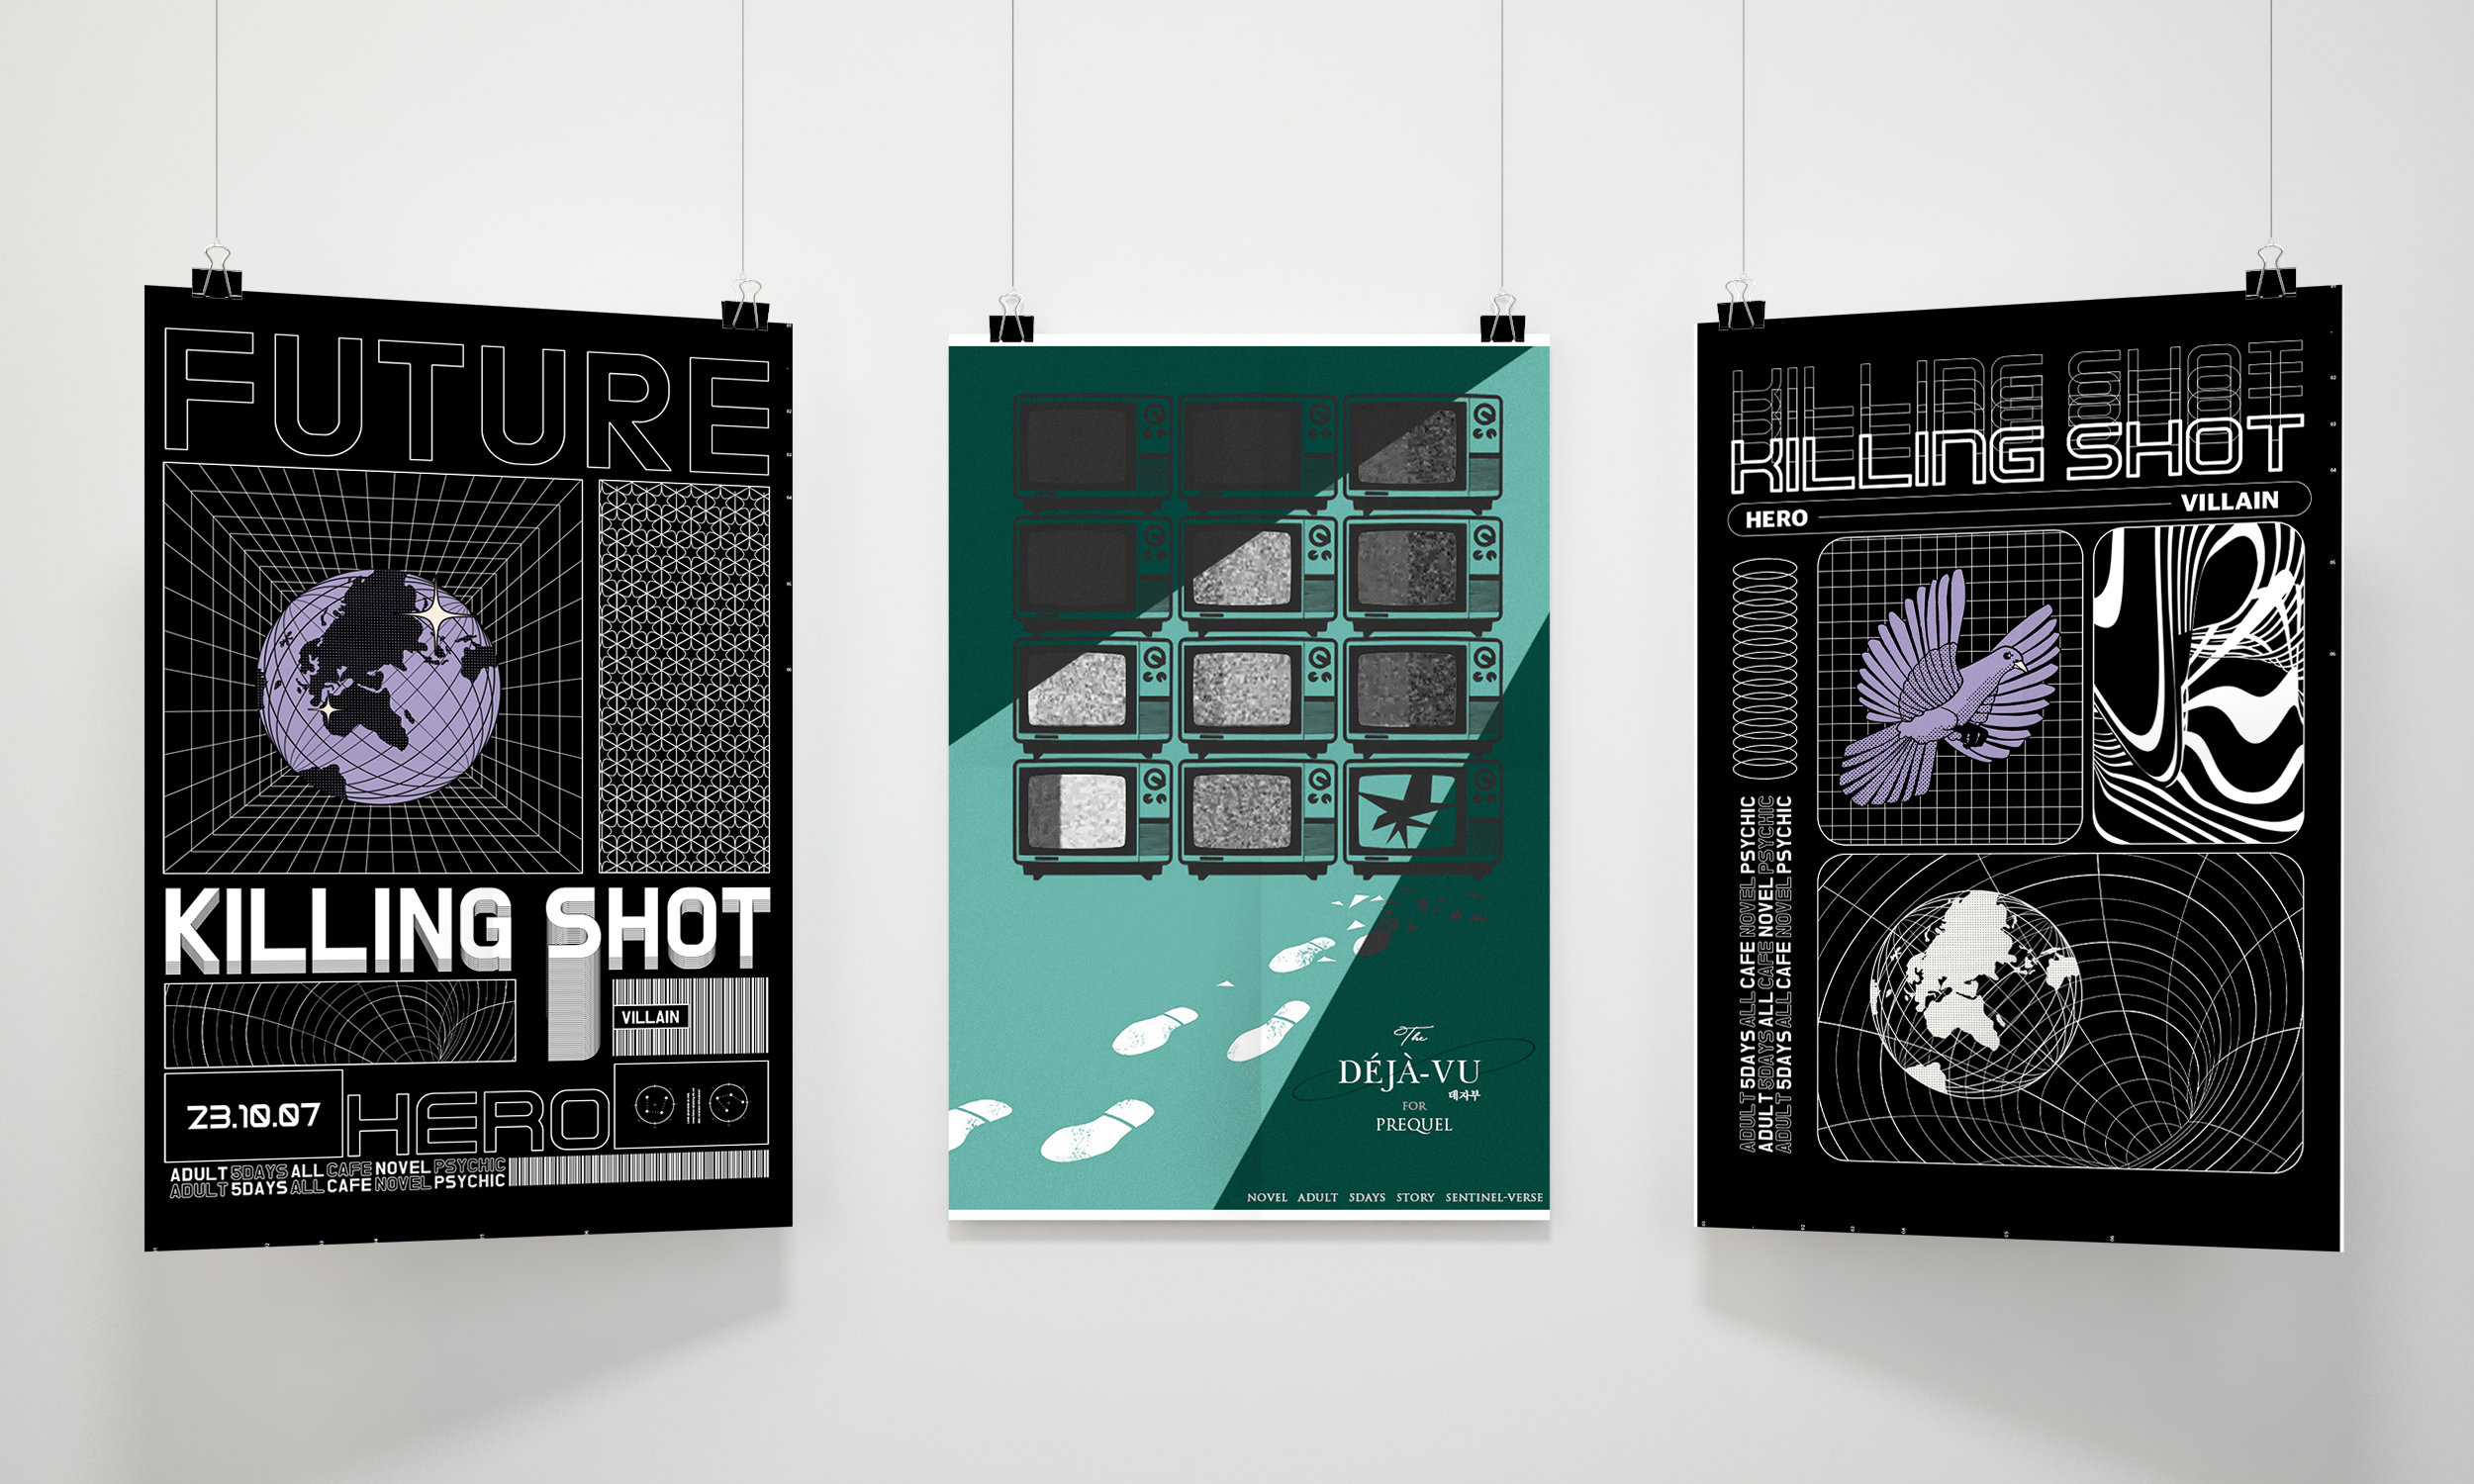 FUTURE
KILLING SHOT
VILLAIN
23.10.07
HERO
ADULT 5DAYS ALL CAFE NOVEL PSYCHIC
ADULT 5DAYS ALL CAFE NOVEL PSYCHIC
The
DÉJÀ-VU
데자부
FOR
PREQUEL
NOVEL ADULT 5DAYS STORY SENTINEL-VERSE
KILLING SHOT
KILLING SHOT
HERO
VILLAIN
ADULT 5DAYS ALL CAFE NOVEL PSYCHIC
ADULT 5DAYS ALL CAFE NOVEL PSYCHIC
ADULT 5DAYS ALL CAFE NOVEL PSYCHIC